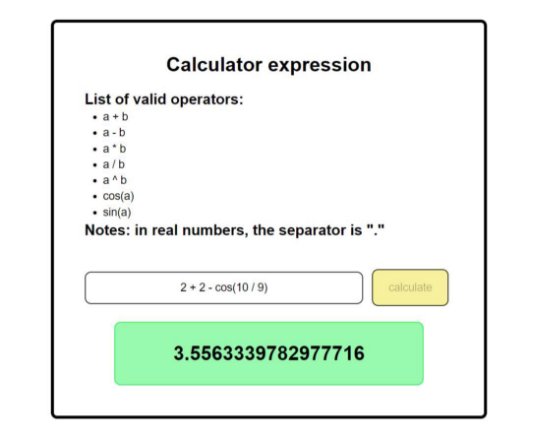 Calculator expression
List of valid operators:
• a + b
• a - b
• a * b
• a / b
• a ^ b
• cos(a)
• sin(a)
Notes: in real numbers, the separator is "."
2 + 2 - cos(10 / 9) calculate
3.5563339782977716